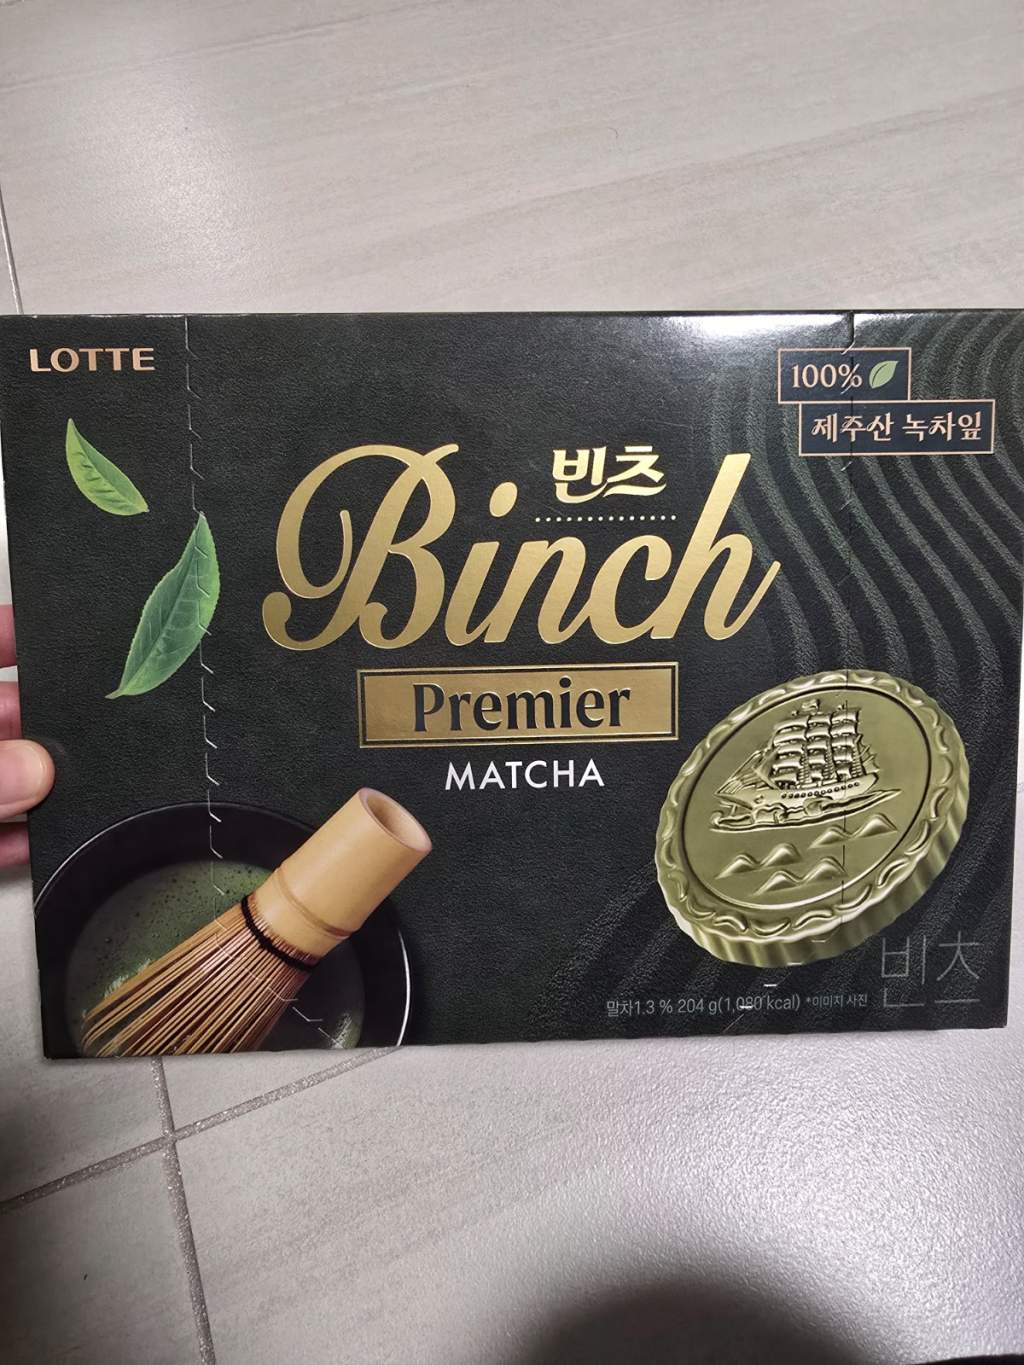 LOTTE
100%
제주산 녹차잎
빈츠
Binch
Premier
MATCHA
빈츠
말차1.3 % 204 g(1,080 kcal) *이미지 사진